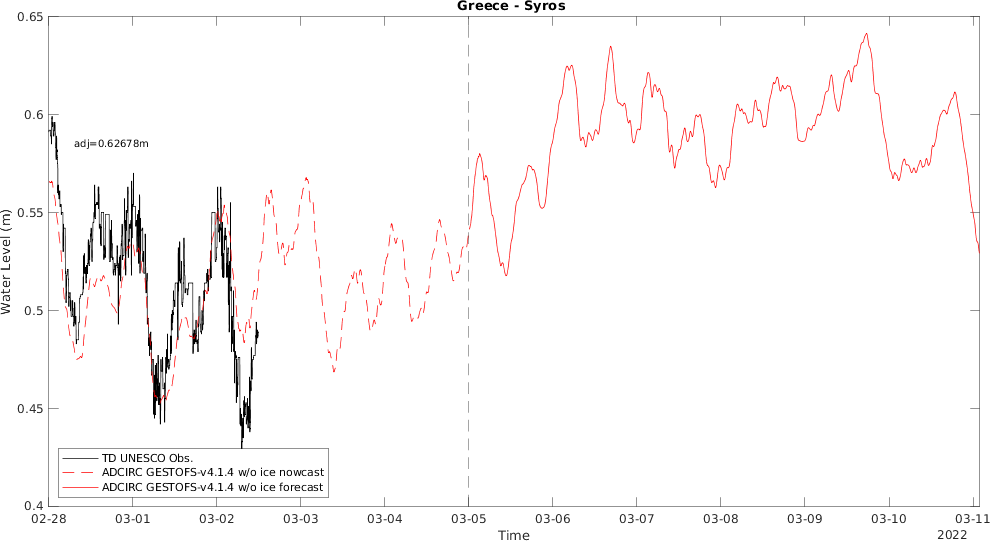 Greece - Syros
0.65
0.6
0.55
0.5
0.45
0.4
Water Level (m)
adj=0.62678m
TD UNESCO Obs.
ADCIRC GESTOFS-v4.1.4 w/o ice nowcast
ADCIRC GESTOFS-v4.1.4 w/o ice forecast
02-28 03-01 03-02 03-03 03-04 03-05 03-06 03-07 03-08 03-09 03-10 03-11
Time
2022